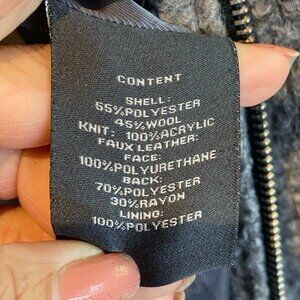 CONTENT
SHELL:
55%POLYESTER
45%WOOL
KNIT: 100%ACRYLIC
FAUX LEATHER:
FACE:
100%POLYURETHANE
BACK:
70%POLYESTER
30%RAYON
LINING:
100%POLYESTER